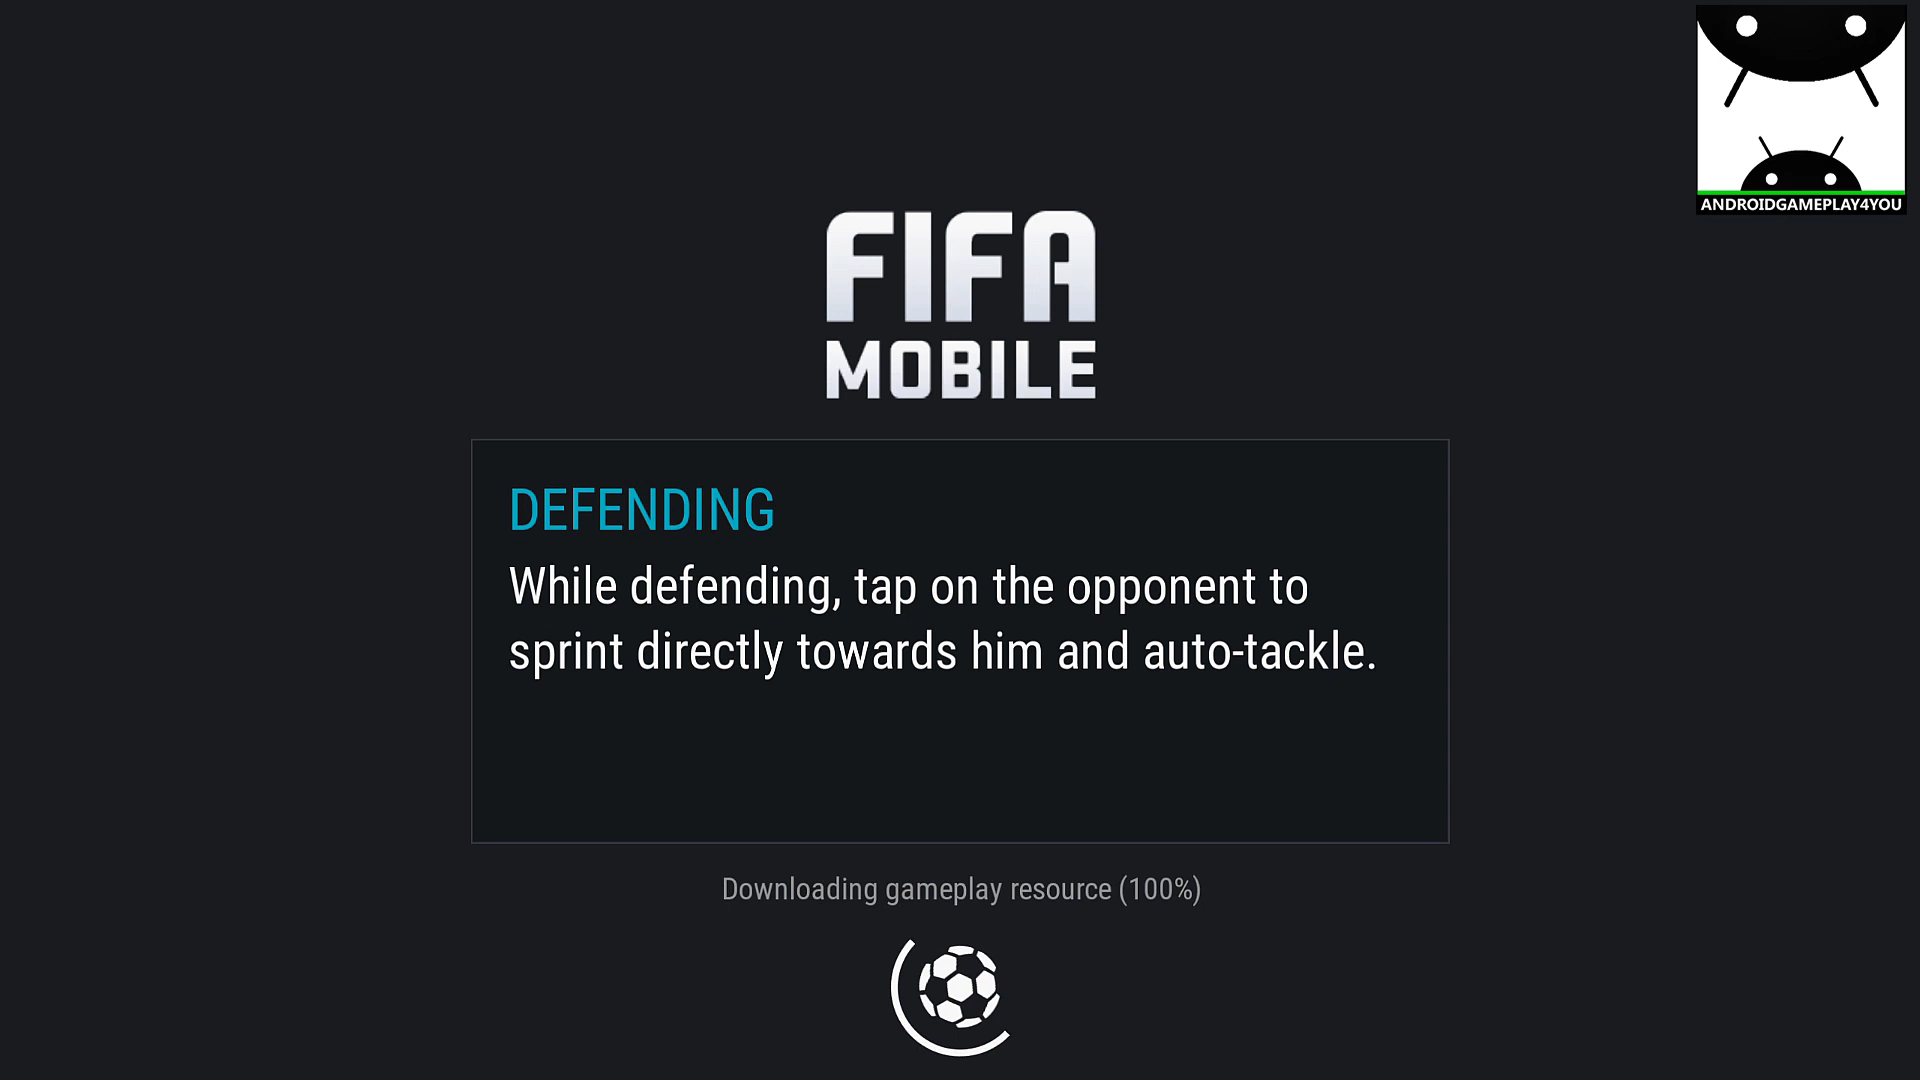 ANDROIDGAMEPLAY4YOU
FIFA
MOBILE
DEFENDING
While defending, tap on the opponent to
sprint directly towards him and auto-tackle.
Downloading gameplay resource (100%)